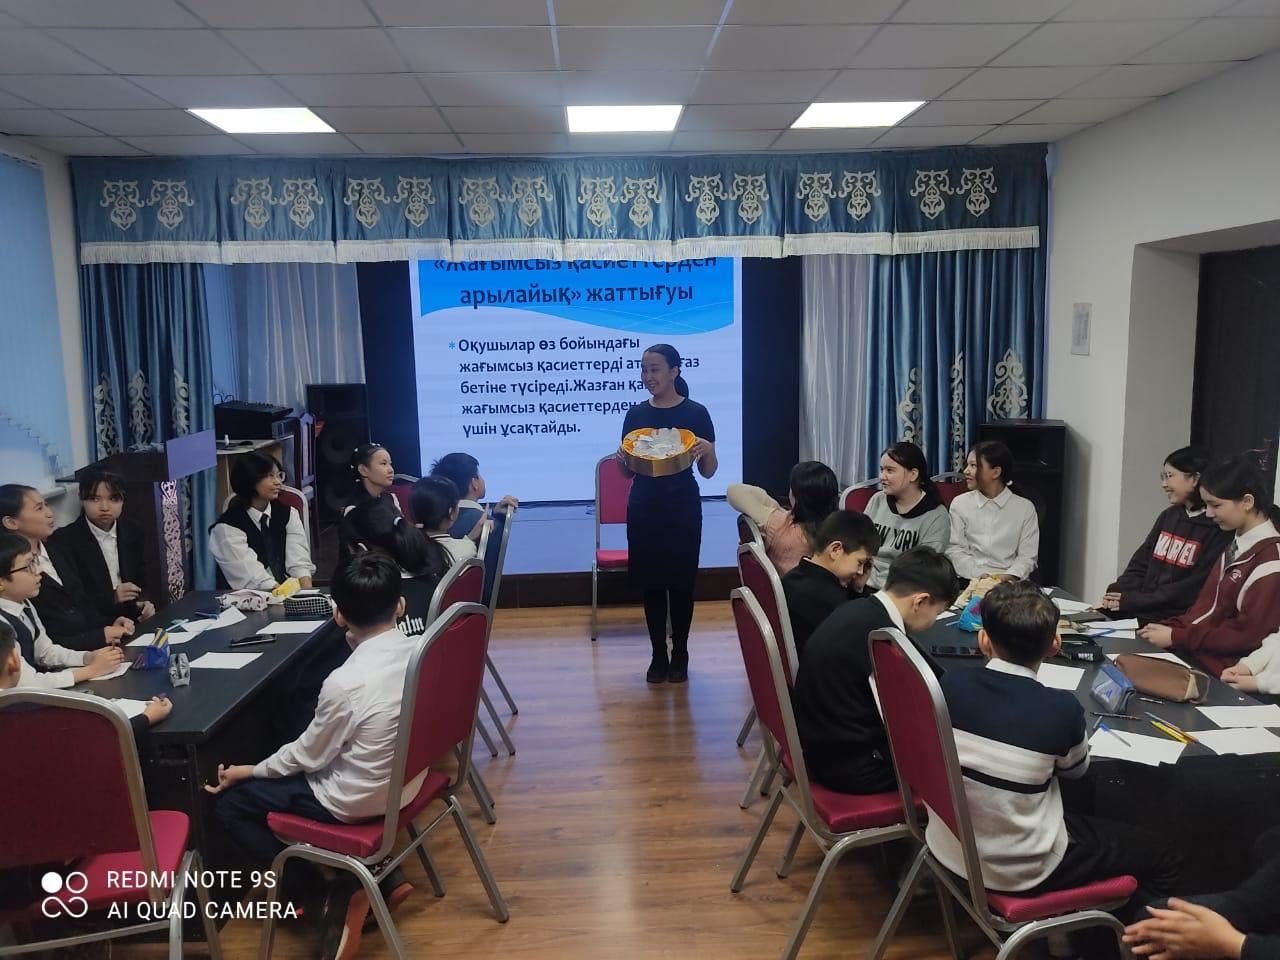 «Жағымсыз қасиеттерден
арылайық» жаттығуы
* Оқушылар өз бойындағы
жағымсыз қасиеттерді
бетіне түсіреді.Жазған
жағымсыз қасиеттерден
үшін ұсақтайды.
NEW YORK
MARVEL
REDMI NOTE 9S
AI QUAD CAMERA